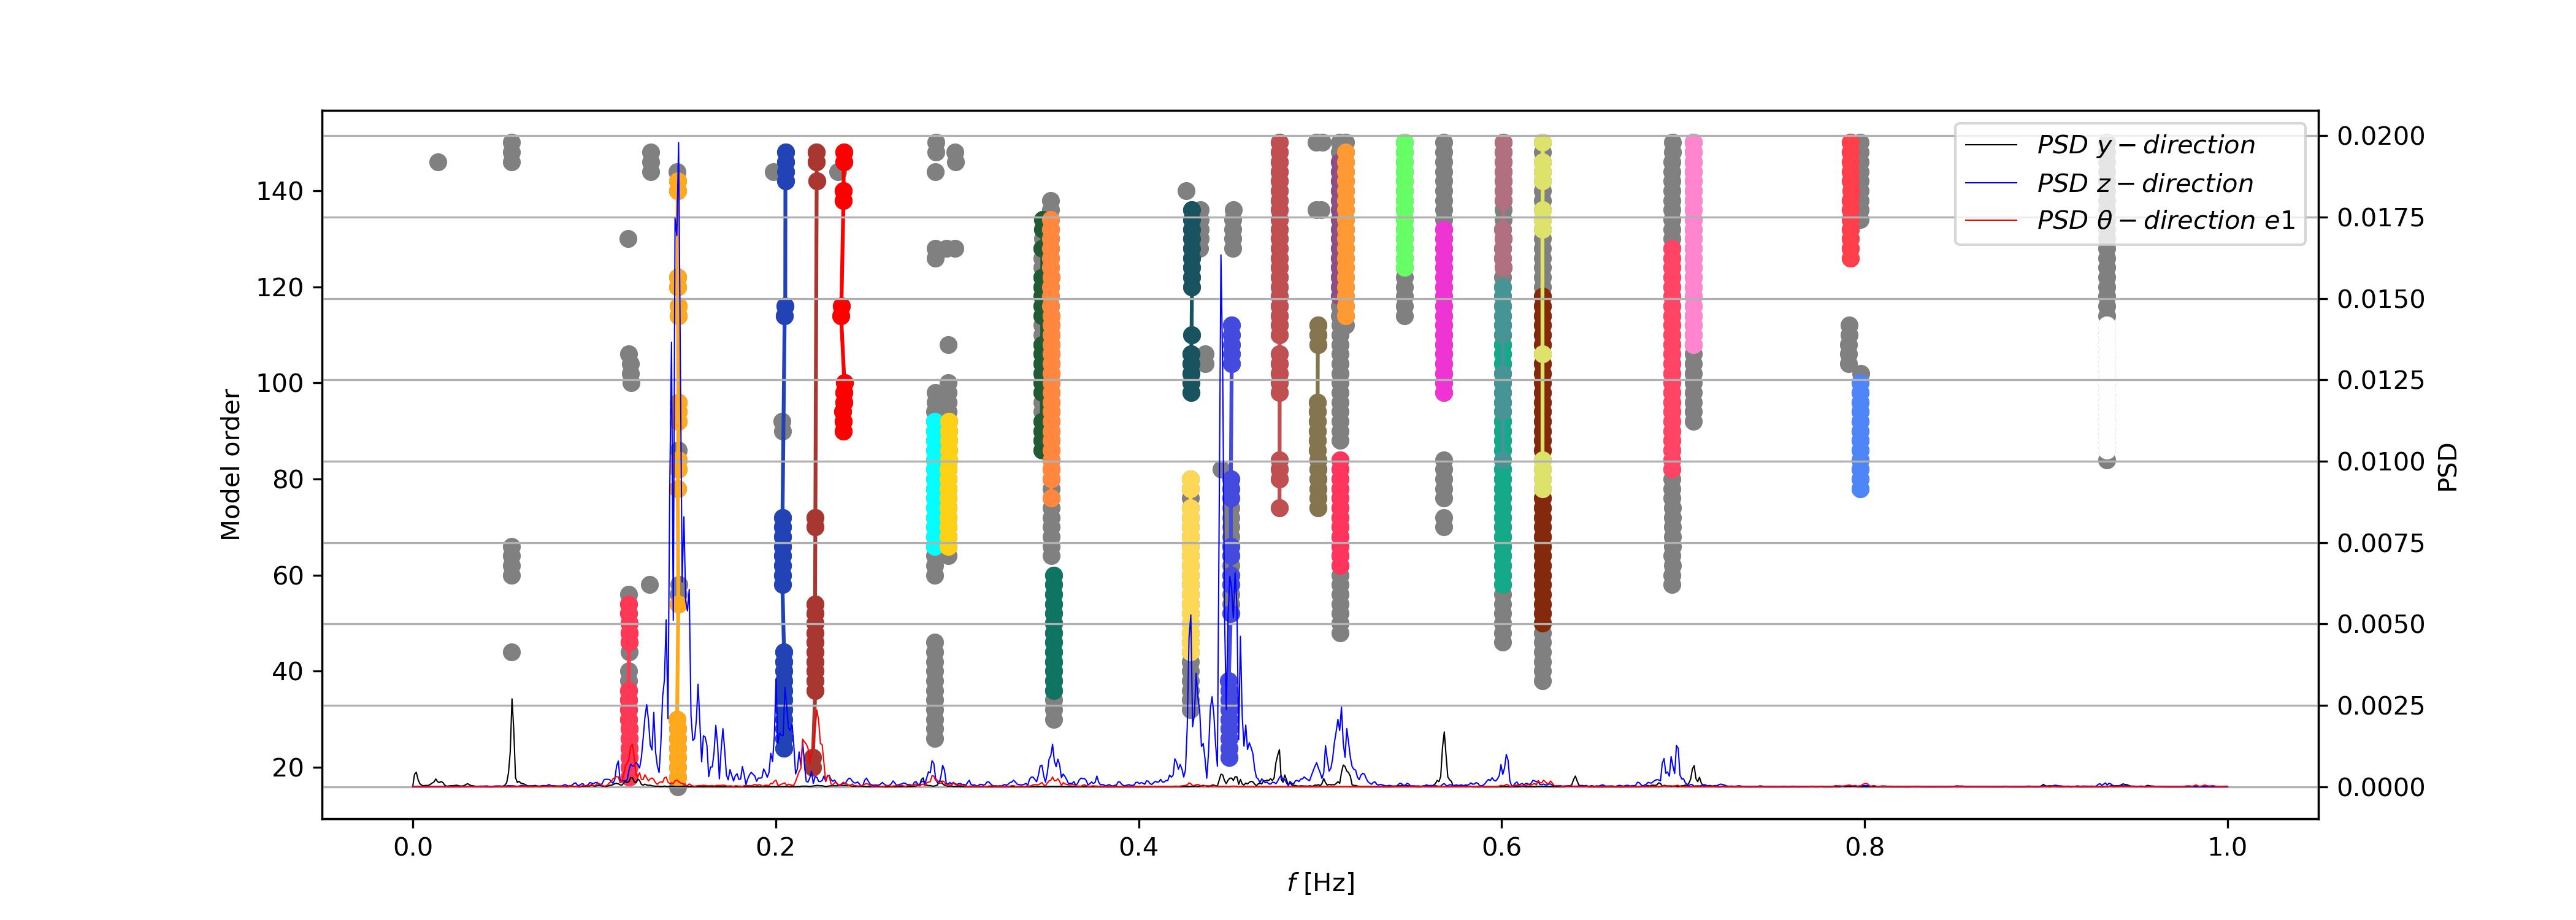 PSD y − direction
PSD z − direction
PSD θ − direction e1
Model order
140
120
100
80
60
40
20
0.0200
0.0175
0.0150
0.0125
0.0100
0.0075
0.0050
0.0025
0.0000
PSD
0.0 0.2 0.4 0.6 0.8 1.0
f [Hz]